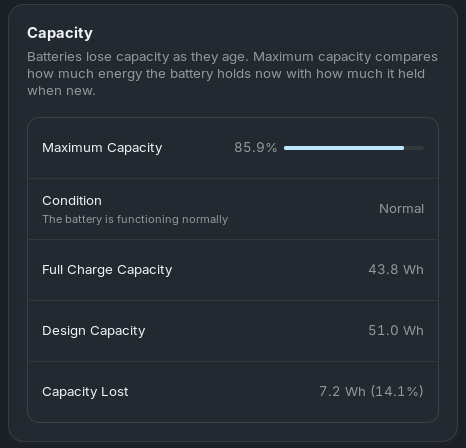 Capacity
Batteries lose capacity as they age. Maximum capacity compares
how much energy the battery holds now with how much it held
when new.
Maximum Capacity 85.9%
Condition
The battery is functioning normally
Normal
Full Charge Capacity 43.8 Wh
Design Capacity 51.0 Wh
Capacity Lost 7.2 Wh (14.1%)